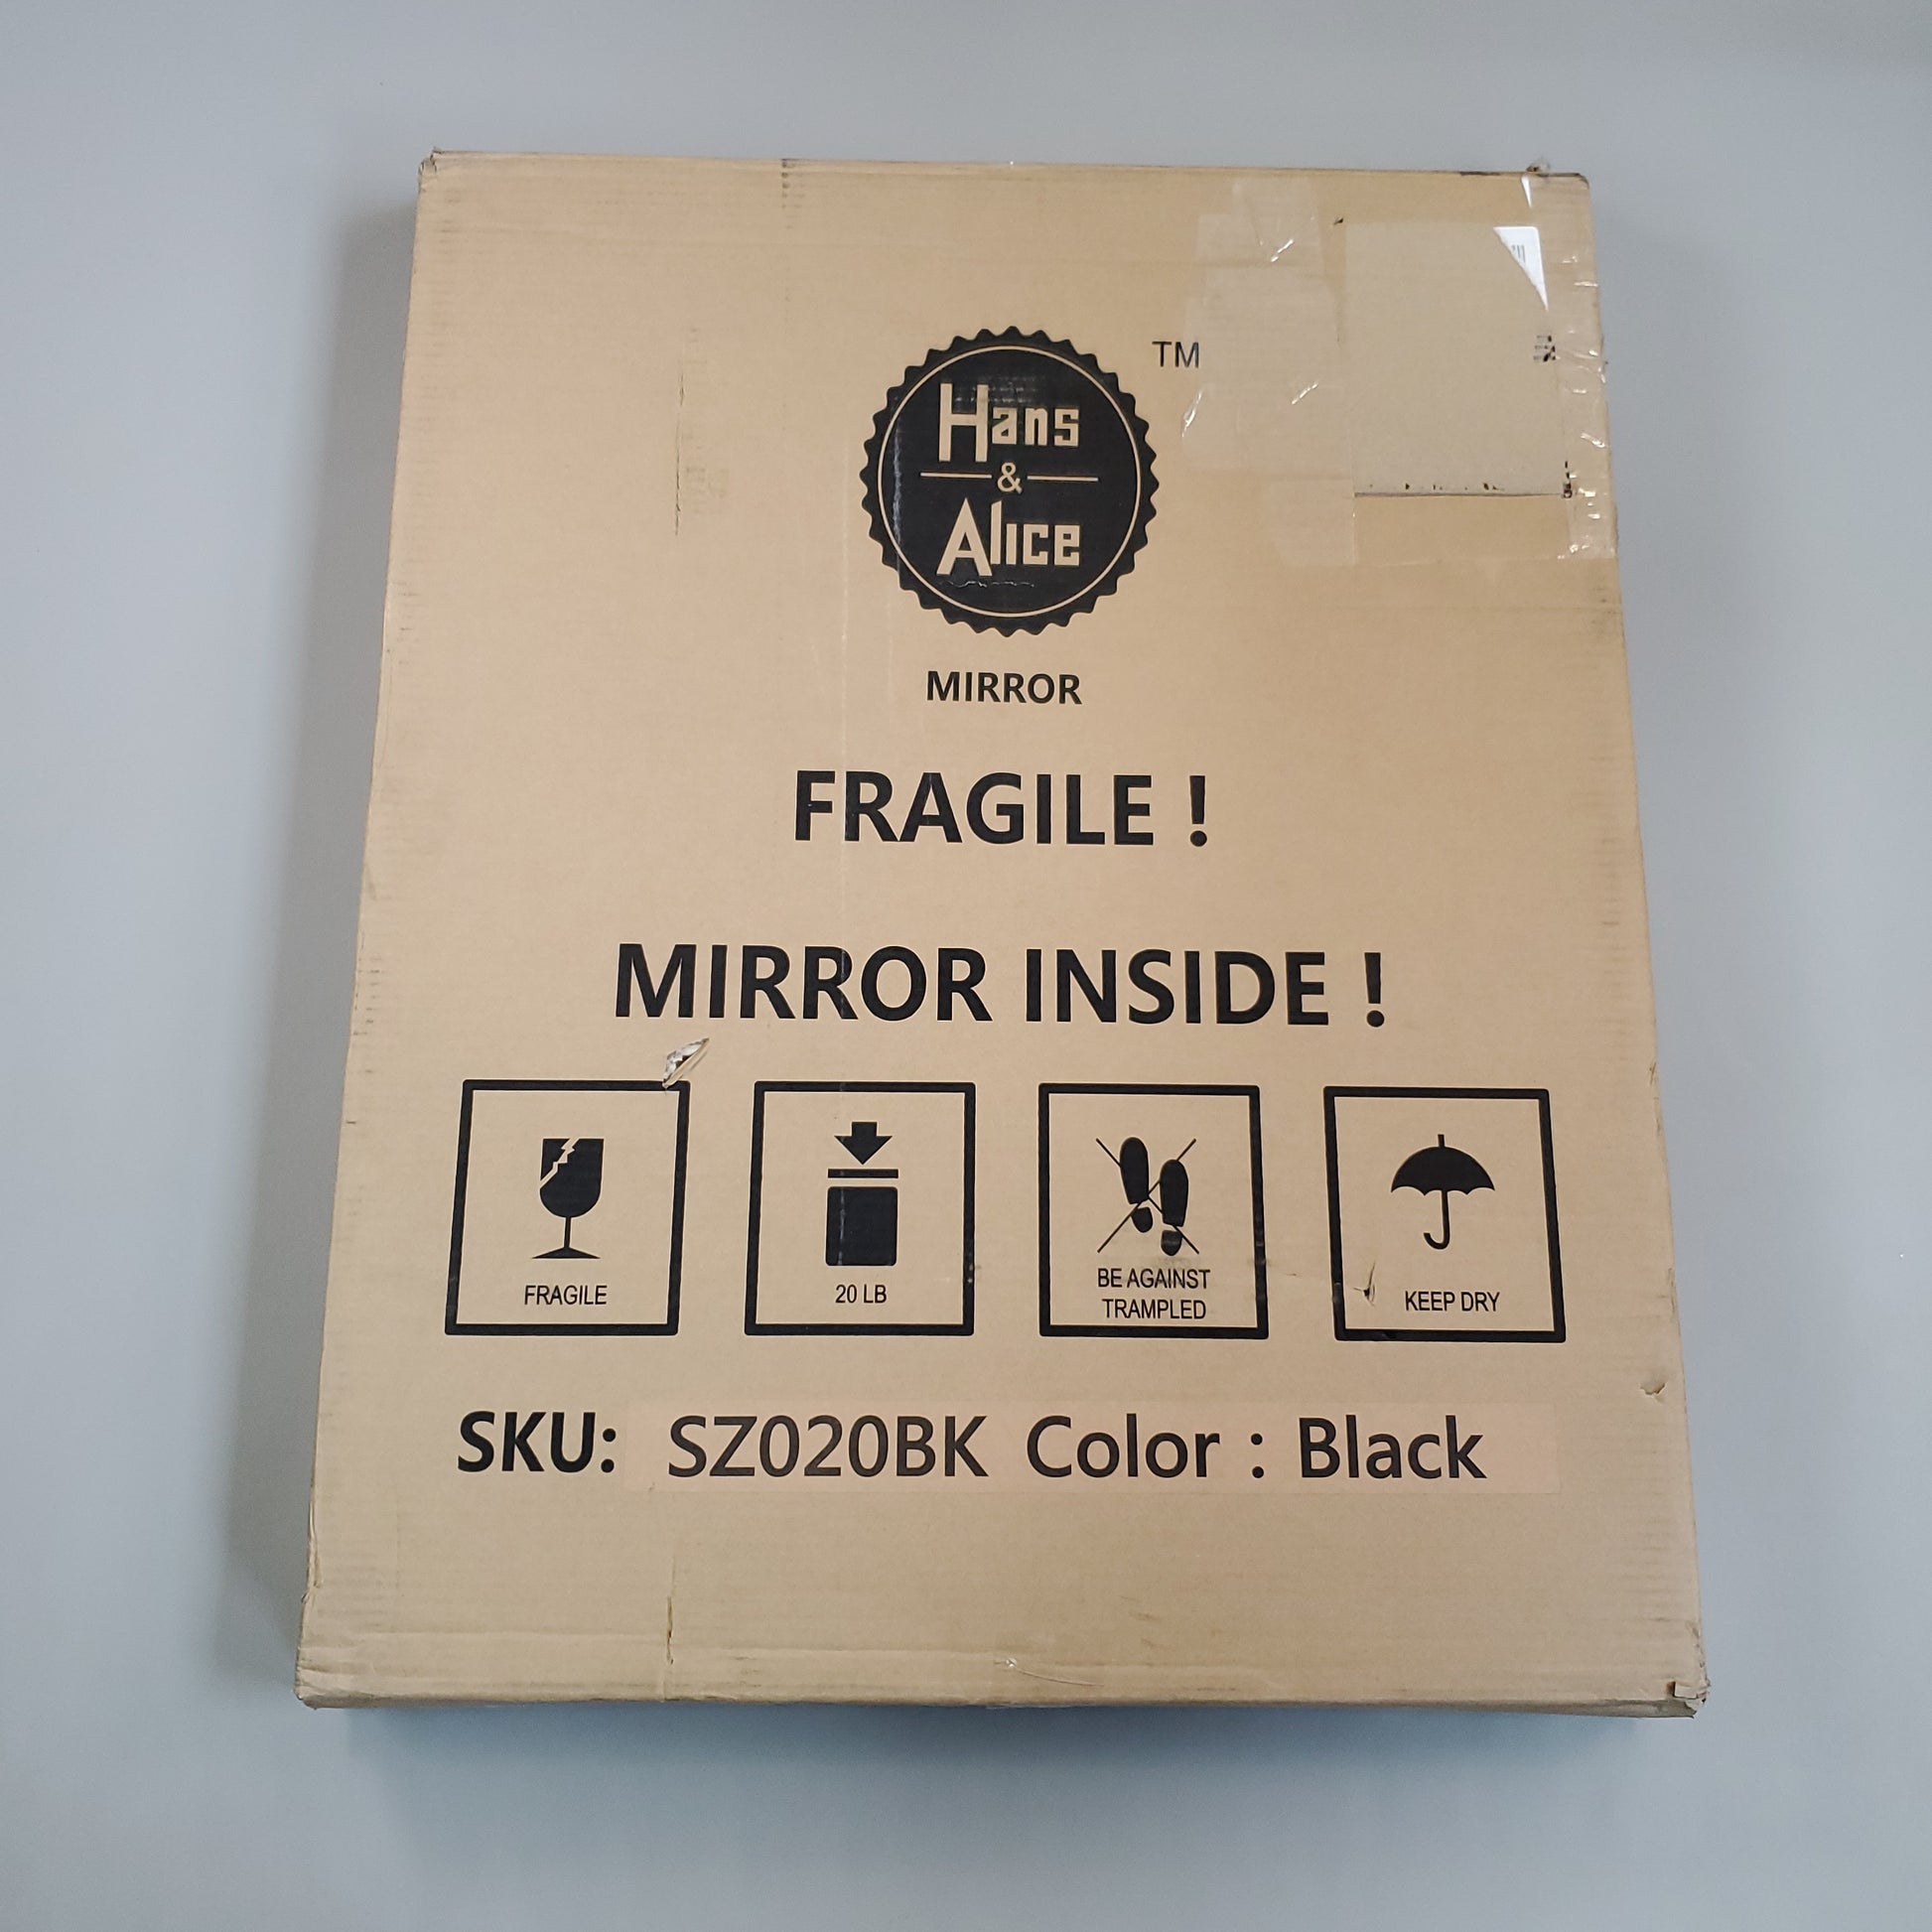 TM
Hans
&
Alice
MIRROR
FRAGILE !
MIRROR INSIDE !
FRAGILE
20 LB
BE AGAINST
TRAMPLED
KEEP DRY
SKU: SZ020BK Color : Black